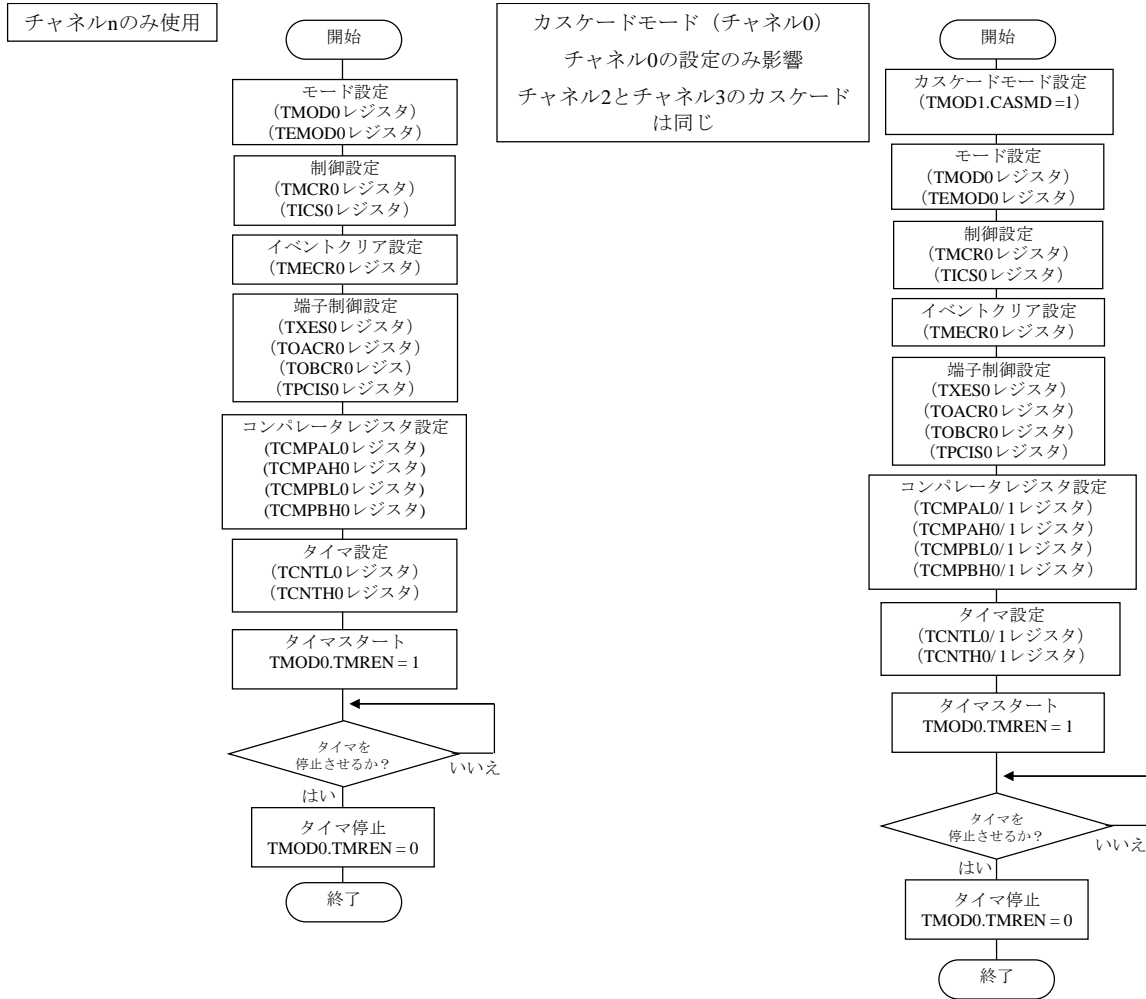 チャネルnのみ使用
開始
モード設定
（TMOD0レジスタ）
（TEMOD0レジスタ）
制御設定
（TMCR0レジスタ）
（TICS0レジスタ）
イベントクリア設定
（TMECR0レジスタ）
端子制御設定
（TXES0レジスタ）
（TOACR0レジスタ）
（TOBCR0レジス）
（TPCIS0レジスタ）
コンパレータレジスタ設定
(TCMPAL0レジスタ)
(TCMPAH0レジスタ)
(TCMPBL0レジスタ)
(TCMPBH0レジスタ)
タイマ設定
（TCNTL0レジスタ）
（TCNTH0レジスタ）
タイマスタート
TMOD0.TMREN = 1
タイマを
停止させるか？
いいえ
はい
タイマ停止
TMOD0.TMREN = 0
終了
カスケードモード（チャネル0）
チャネル0の設定のみ影響
チャネル2とチャネル3のカスケード
は同じ
開始
カスケードモード設定
（TMOD1.CASMD =1）
モード設定
（TMOD0レジスタ）
（TEMOD0レジスタ）
制御設定
（TMCR0レジスタ）
（TICS0レジスタ）
イベントクリア設定
（TMECR0レジスタ）
端子制御設定
（TXES0レジスタ）
（TOACR0レジスタ）
（TOBCR0レジスタ）
（TPCIS0レジスタ）
コンパレータレジスタ設定
（TCMPAL0/ 1レジスタ）
（TCMPAH0/ 1レジスタ）
（TCMPBL0/ 1レジスタ）
（TCMPBH0/ 1レジスタ）
タイマ設定
（TCNTL0/ 1レジスタ）
（TCNTH0/ 1レジスタ）
タイマスタート
TMOD0.TMREN = 1
タイマを
停止させるか？
いいえ
はい
タイマ停止
TMOD0.TMREN = 0
終了